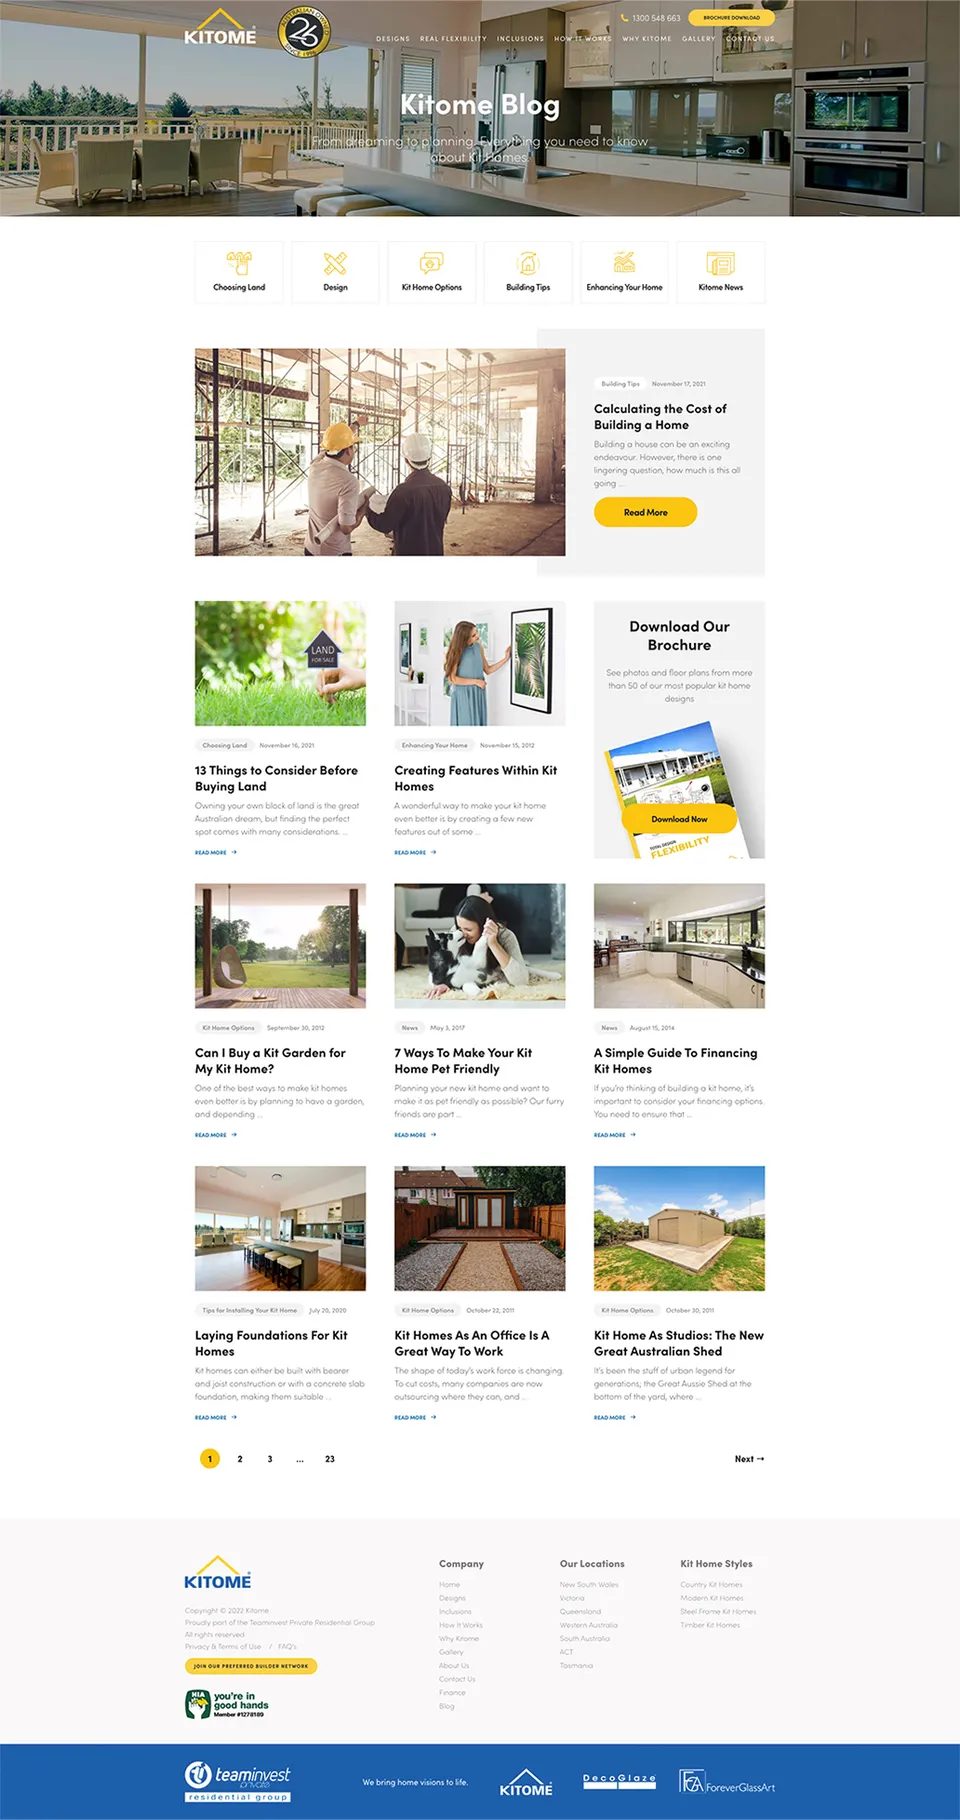 KITOME
AUSTRALIAN OWNED
26
SINCE 1996
1300 548 663
BROCHURE DOWNLOAD
DESIGNS
REAL FLEXIBILITY
INCLUSIONS
HOW IT WORKS
WHY KITOME
GALLERY
CONTACT US
Kitome Blog
From dreaming to planning. Everything you need to know
about Kit Homes.
Choosing Land
Design
Kit Home Options
Building Tips
Enhancing Your Home
Kitome News
Building Tips November 17, 2021
Calculating the Cost of
Building a Home
Building a house can be an exciting
endeavour. However, there is one
lingering question, how much is this all
going ...
Read More
LAND
FOR SALE
Choosing Land November 16, 2021
13 Things to Consider Before
Buying Land
Owning your own block of land is the great
Australian dream, but finding the perfect
spot comes with many considerations. ...
READ MORE →
Enhancing Your Home November 15, 2012
Creating Features Within Kit
Homes
A wonderful way to make your kit home
even better is by creating a few new
features out of some ...
READ MORE →
Download Our
Brochure
See photos and floor plans from more
than 50 of our most popular kit home
designs
Download Now
TOTAL DESIGN
FLEXIBILITY
Kit Home Options September 30, 2012
Can I Buy a Kit Garden for
My Kit Home?
One of the best ways to make kit homes
even better is by planning to have a garden,
and depending ...
READ MORE →
News May 3, 2017
7 Ways To Make Your Kit
Home Pet Friendly
Planning your new kit home and want to
make it as pet friendly as possible? Our furry
friends are part ...
READ MORE →
News August 15, 2014
A Simple Guide To Financing
Kit Homes
If you're thinking of building a kit home, it's
important to consider your financing options.
You need to ensure that ...
READ MORE →
Tips for Installing Your Kit Home July 20, 2020
Laying Foundations For Kit
Homes
Kit homes can either be built with bearer
and joist construction or with a concrete slab
foundation, making them suitable ...
READ MORE →
Kit Home Options October 22, 2011
Kit Homes As An Office Is A
Great Way To Work
The shape of today's work force is changing.
To cut costs, many companies are now
outsourcing where they can, and ...
READ MORE →
Kit Home Options October 30, 2011
Kit Home As Studios: The New
Great Australian Shed
It's been the stuff of urban legend for
generations; the Great Aussie Shed at the
bottom of the yard, where ...
READ MORE →
1 2 3 ... 23
Next →
KITOME
Copyright © 2022 Kitome
Proudly part of the Teaminvest Private Residential Group
All rights reserved
Privacy & Terms of Use / FAQ's
JOIN OUR PREFERRED BUILDER NETWORK
HIA
you're in
good hands
Member #1278189
Company
Home
Designs
Inclusions
How It Works
Why Kitome
Gallery
About Us
Contact Us
Finance
Blog
Our Locations
New South Wales
Victoria
Queensland
Western Australia
South Australia
ACT
Tasmania
Kit Home Styles
Country Kit Homes
Modern Kit Homes
Steel Frame Kit Homes
Timber Kit Homes
teaminvest
private
residential group
We bring home visions to life.
KITOME
DecoGlaze
FGA ForeverGlassArt